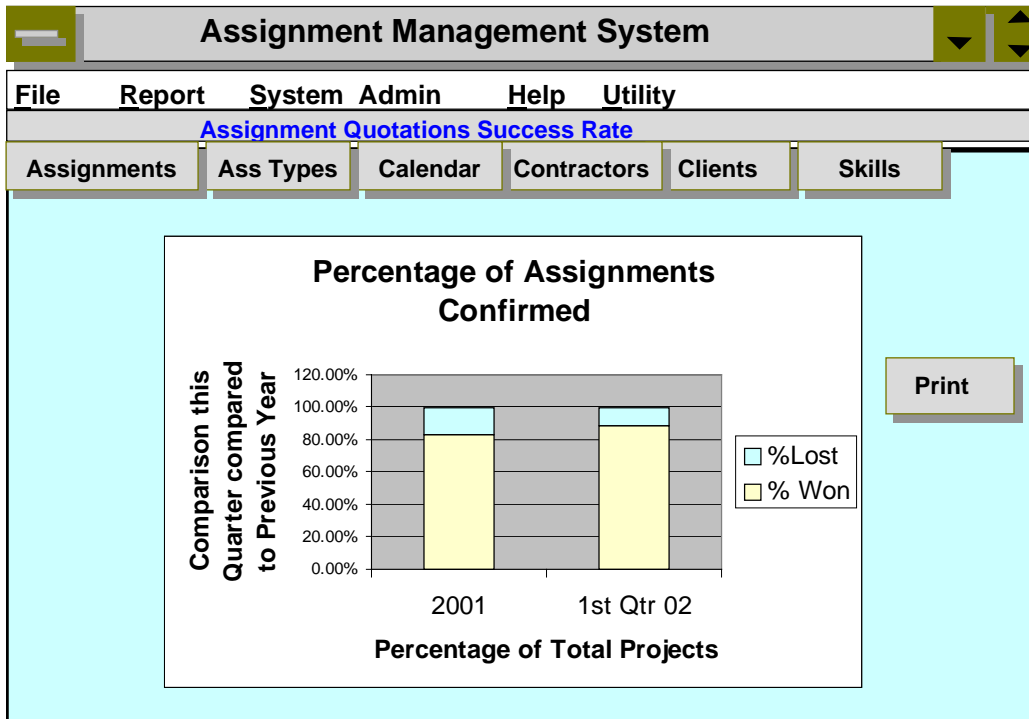 Assignment Management System
File Report System Admin Help Utility
Assignment Quotations Success Rate
Assignments Ass Types Calendar Contractors Clients Skills
Percentage of Assignments
Confirmed
Comparison this
Quarter compared
to Previous Year
120.00%
100.00%
80.00%
60.00%
40.00%
20.00%
0.00%
2001 1st Qtr 02
Percentage of Total Projects
%Lost
% Won
Print